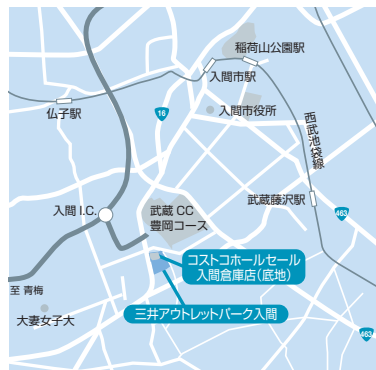 稲荷山公園駅
入間市駅
仏子駅
16
入間市役所
西武池袋線
入間 I.C.
武蔵 CC
豊岡コース
武蔵藤沢駅
463
コストコホールセール
入間倉庫店(底地)
至 青梅
三井アウトレットパーク入間
大妻女子大
463